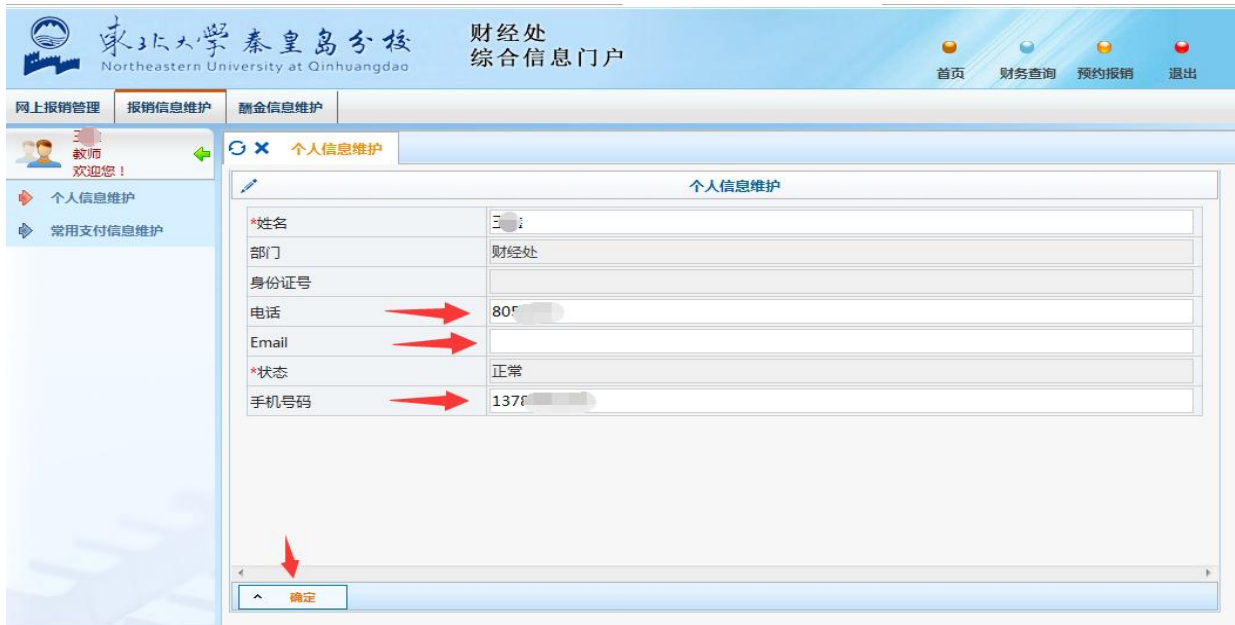 東北大学秦皇岛分校
Northeastern University at Qinhuangdao
财经处
综合信息门户
首页 财务查询 预约报销 退出
网上报销管理 报销信息维护 酬金信息维护
教师
欢迎您！
个人信息维护
常用支付信息维护
个人信息维护
个人信息维护
*姓名
部门 财经处
身份证号
电话 805
Email
*状态 正常
手机号码 1378
确定